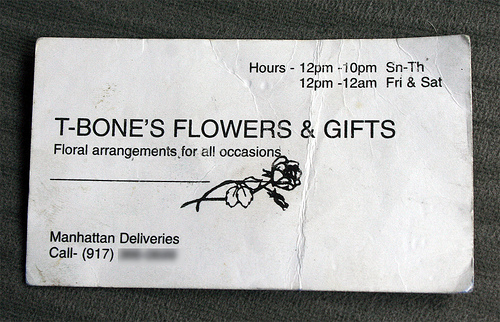 Hours - 12pm -10pm Sn-Th
12pm -12am Fri & Sat
T-BONE'S FLOWERS & GIFTS
Floral arrangements for all occasions
Manhattan Deliveries
Call- (917)